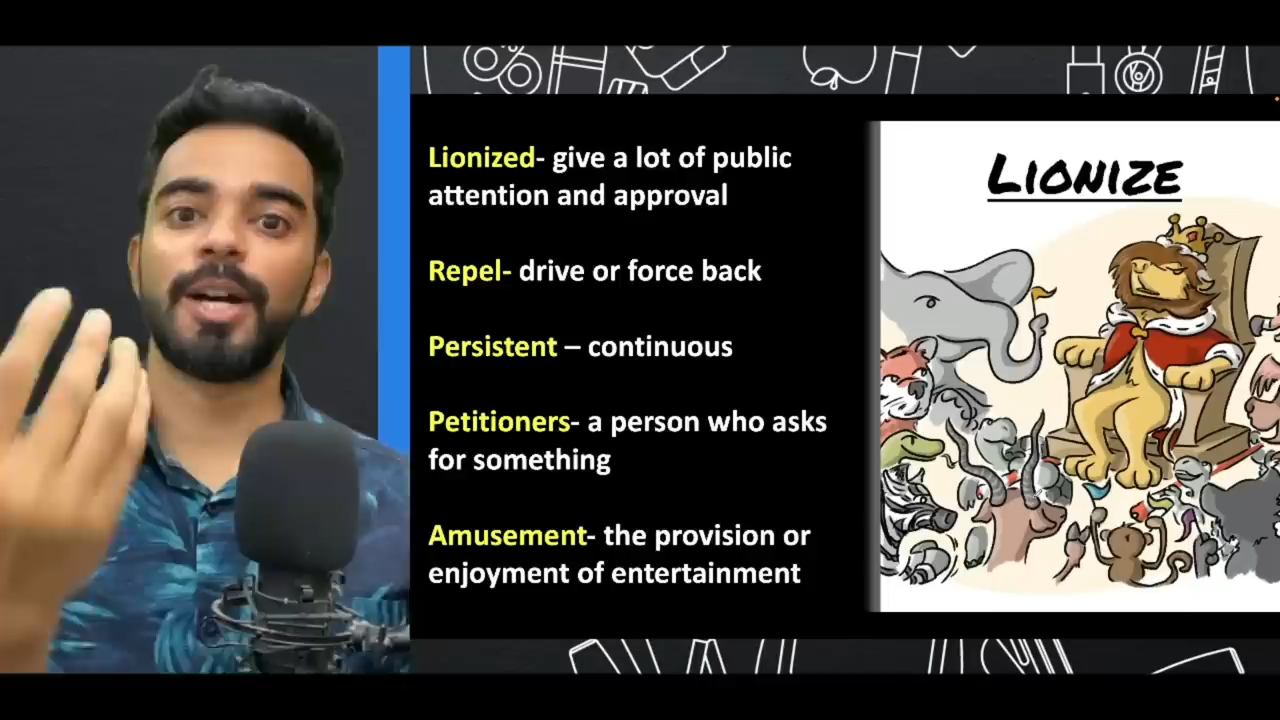 Lionized- give a lot of public
attention and approval
Repel- drive or force back
Persistent – continuous
Petitioners- a person who asks
for something
Amusement- the provision or
enjoyment of entertainment
LIONIZE